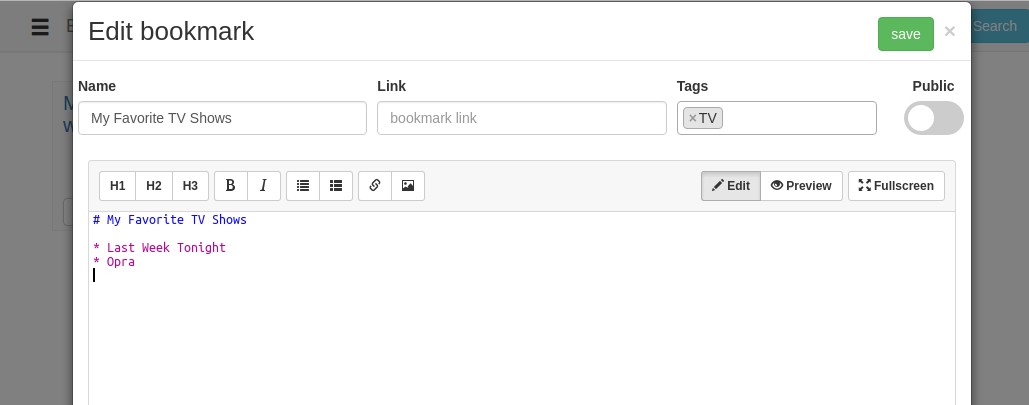 Edit bookmark
save ×
Search
Name Link Tags Public
My Favorite TV Shows bookmark link ×TV
H1 H2 H3 B I Edit Preview Fullscreen
# My Favorite TV Shows
* Last Week Tonight
* Opra